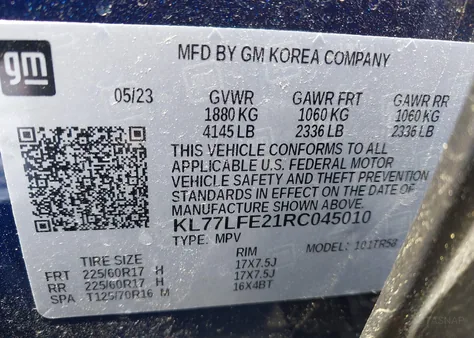 gm
MFD BY GM KOREA COMPANY
05/23 GVWR GAWR FRT GAWR RR
1880 KG 1060 KG 1060 KG
4145 LB 2336 LB 2336 LB
THIS VEHICLE CONFORMS TO ALL
APPLICABLE U.S. FEDERAL MOTOR
VEHICLE SAFETY AND THEFT PREVENTION
STANDARDS IN EFFECT ON THE DATE OF
MANUFACTURE SHOWN ABOVE.
KL77LFE21RC045010
TYPE: MPV MODEL: 101TR58
TIRE SIZE RIM
FRT 225/60R17 H 17X7.5J
RR 225/60R17 H 17X7.5J
SPA T125/70R16 M 16X4BT